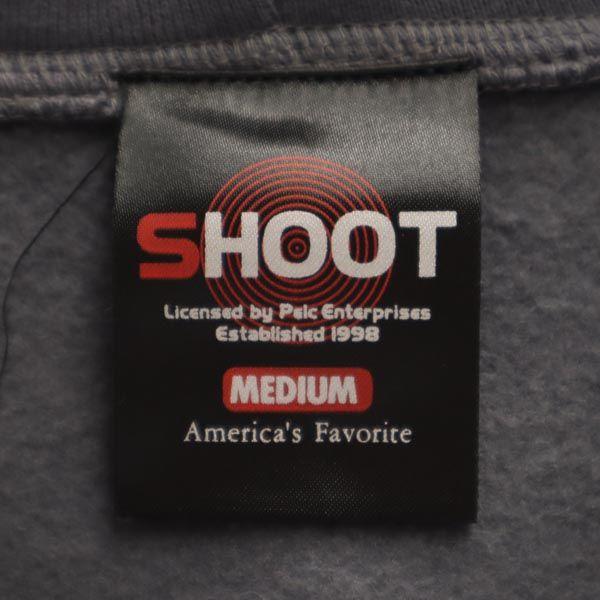 SHOOT
Licensed by Pelc Enterprises
Established 1998
MEDIUM
America's Favorite